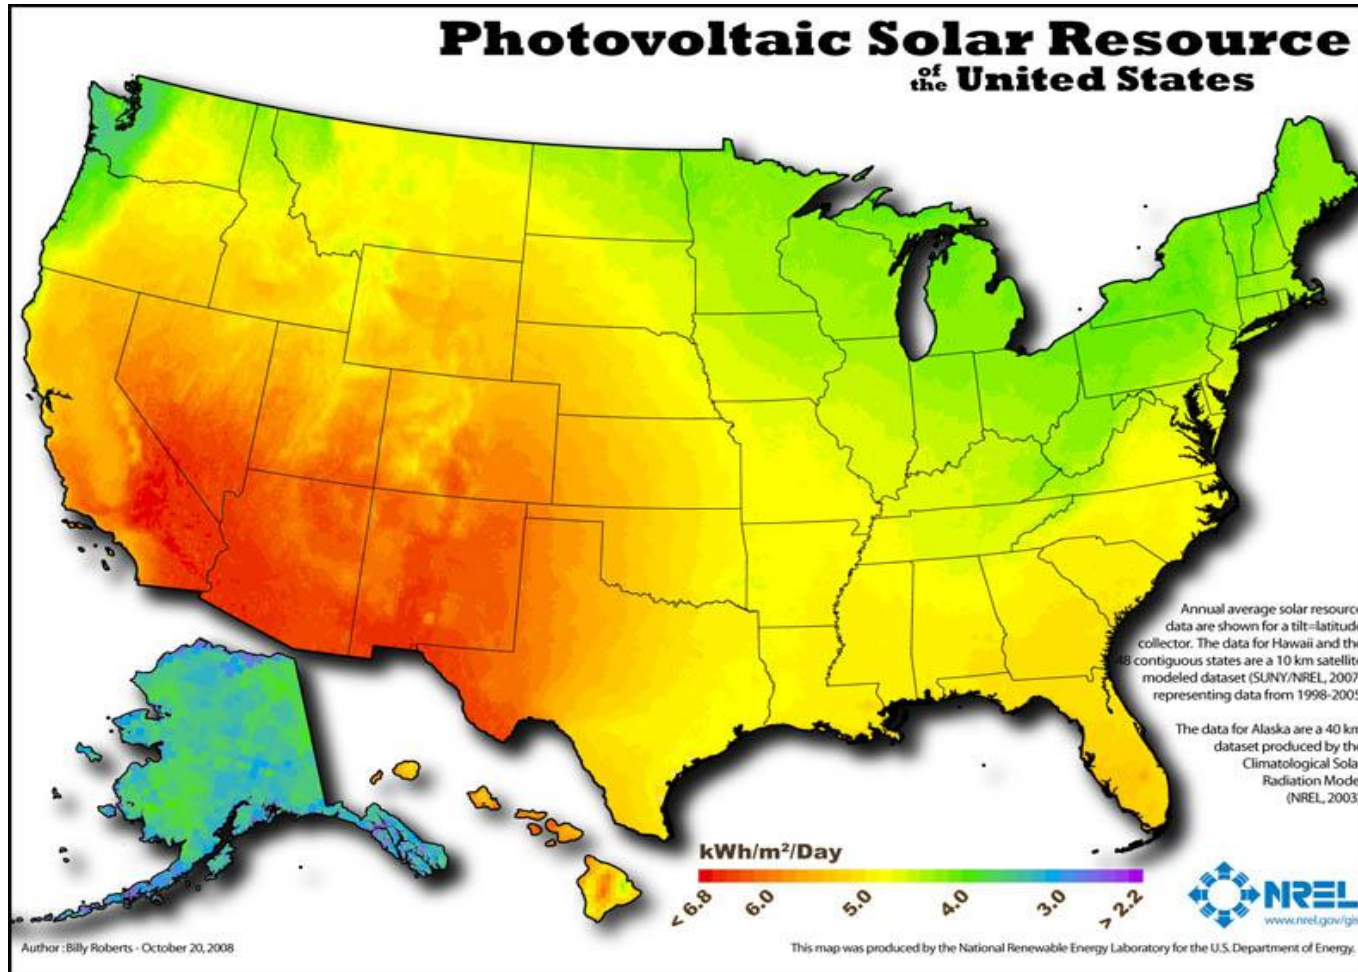 Photovoltaic Solar Resource
of the United States
Annual average solar resource
data are shown for a tilt=latitude
collector. The data for Hawaii and the
48 contiguous states are a 10 km satellite
modeled dataset (SUNY/NREL, 2007
representing data from 1998-2005
The data for Alaska are a 40 km
dataset produced by the
Climatological Sola
Radiation Mode
(NREL, 2003)
kWh/m²/Day
< 6.8 6.0 5.0 4.0 3.0 > 2.2
NREL
www.nrel.gov/gis
Author : Billy Roberts - October 20, 2008
This map was produced by the National Renewable Energy Laboratory for the U.S. Department of Energy.